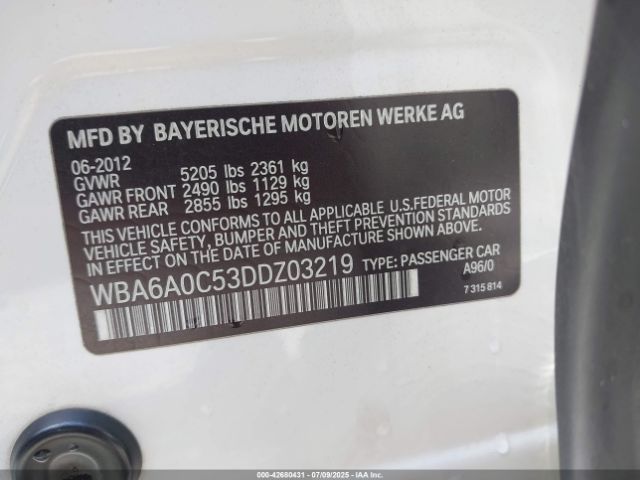 MFD BY BAYERISCHE MOTOREN WERKE AG
06-2012
GVWR 5205 lbs 2361 kg
GAWR FRONT 2490 lbs 1129 kg
GAWR REAR 2855 lbs 1295 kg
THIS VEHICLE CONFORMS TO ALL APPLICABLE U.S.FEDERAL MOTOR
VEHICLE SAFETY, BUMPER AND THEFT PREVENTION STANDARDS
IN EFFECT ON THE DATE OF MANUFACTURE SHOWN ABOVE.
WBA6A0C53DDZ03219 TYPE: PASSENGER CAR
A96/0
7 315 814
000-42680431 - 07/09/2025 - IAAI.COM